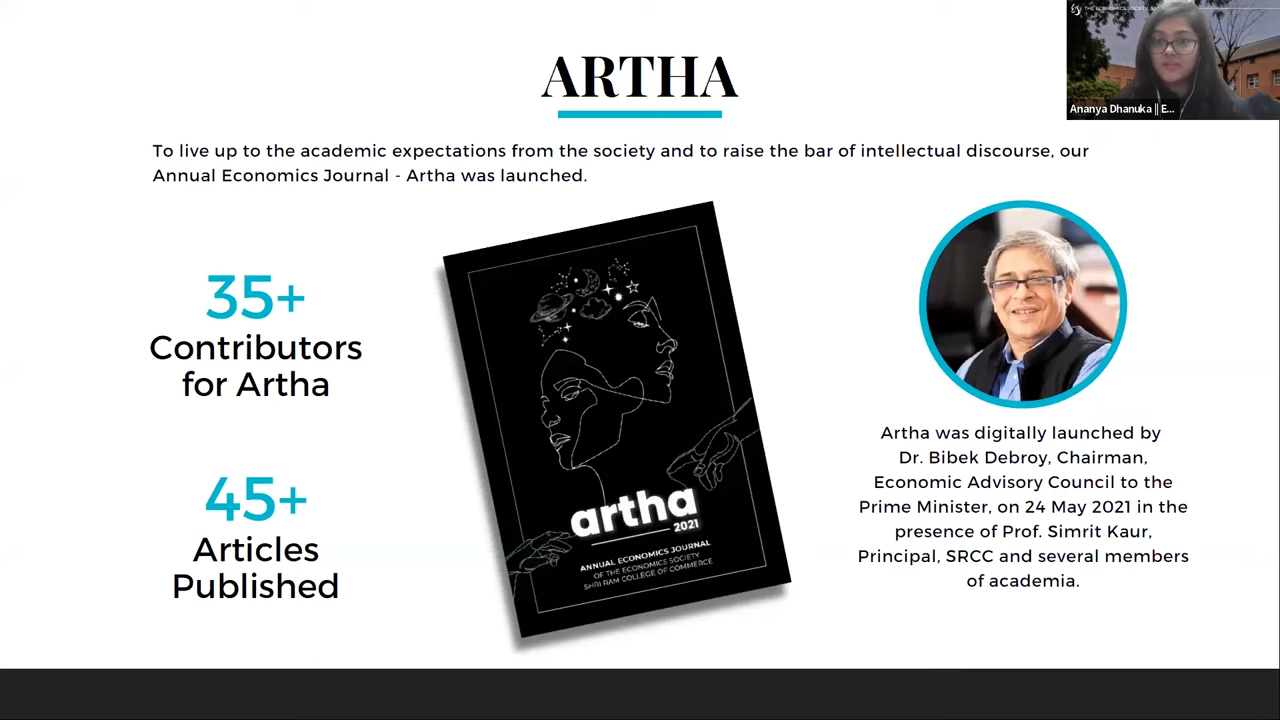 THE ECONOMICS SOCIETY,
ARTHA
Ananya Dhanuka || E...
To live up to the academic expectations from the society and to raise the bar of intellectual discourse, our
Annual Economics Journal - Artha was launched.
35+
Contributors
for Artha
45+
Articles
Published
artha
2021
ANNUAL ECONOMICS JOURNAL
OF THE ECONOMICS SOCIETY
SHRI RAM COLLEGE OF COMMERCE
Artha was digitally launched by
Dr. Bibek Debroy, Chairman,
Economic Advisory Council to the
Prime Minister, on 24 May 2021 in the
presence of Prof. Simrit Kaur,
Principal, SRCC and several members
of academia.